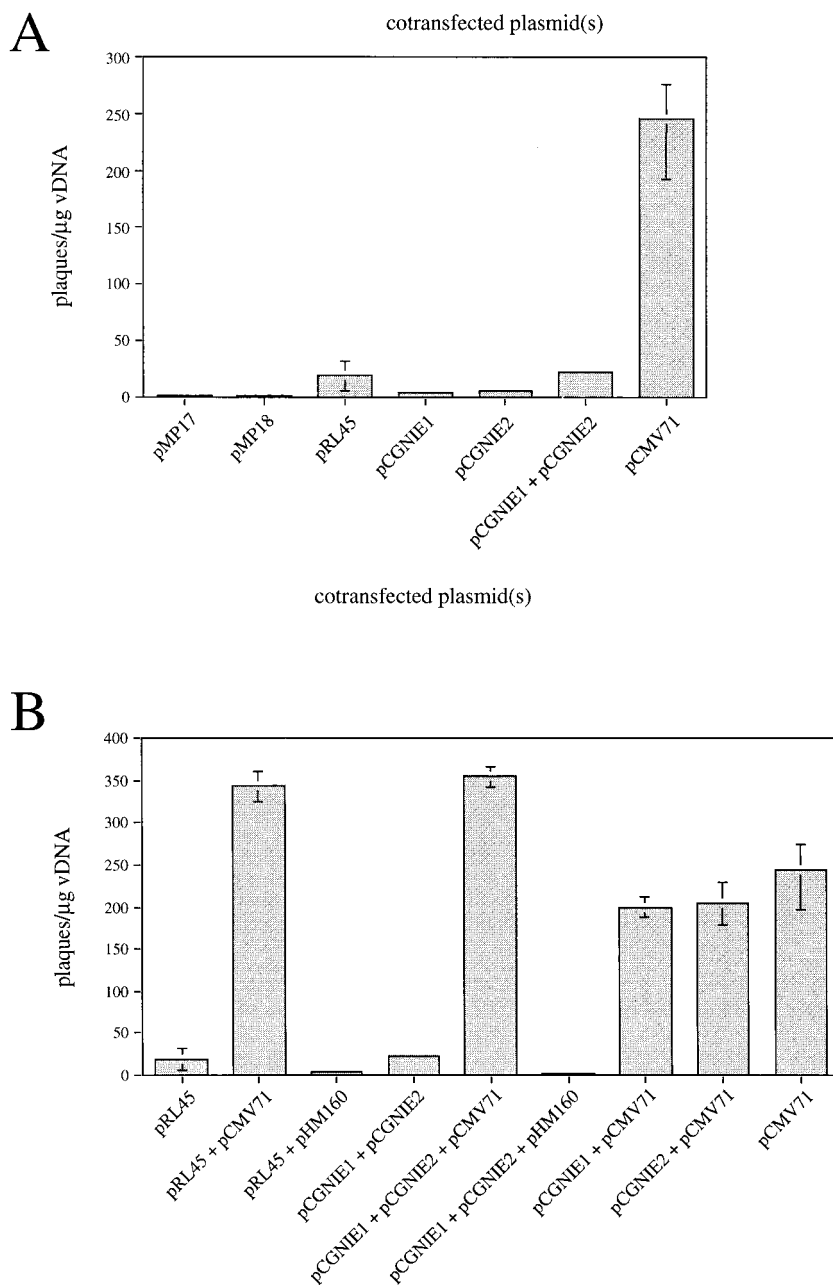 A
cotransfected plasmid(s)
300
250
200
150
100
50
0
plaques/µg vDNA
pMP17
pMP18
pRL45
pCGNIE1
pCGNIE2
pCGNIE1 + pCGNIE2
pCMV71
cotransfected plasmid(s)
B
400
350
300
250
200
150
100
50
0
plaques/µg vDNA
pRL45
pRL45 + pCMV71
pRL45 + pHM160
pCGNIE1 + pCGNIE2
pCGNIE1 + pCGNIE2 + pCMV71
pCGNIE1 + pCGNIE2 + pHM160
pCGNIE1 + pCMV71
pCGNIE2 + pCMV71
pCMV71